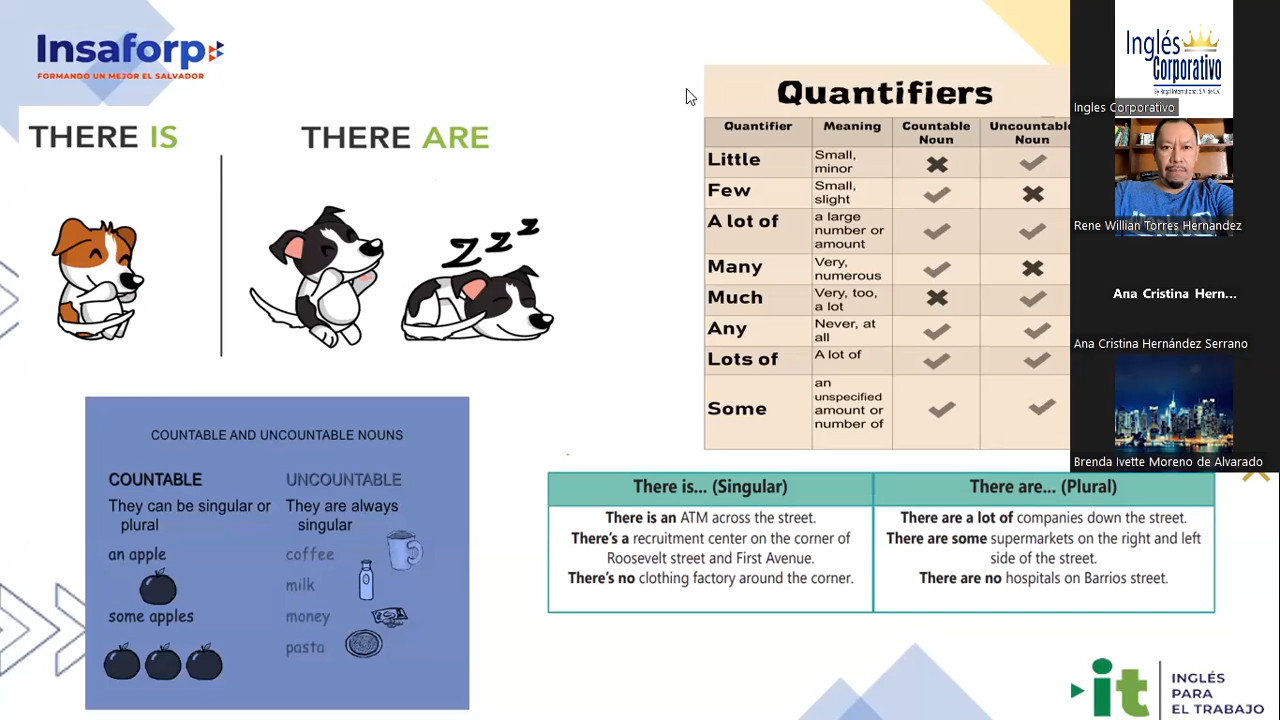 Insaforp
FORMANDO UN MEJOR EL SALVADOR
THERE IS
THERE ARE
Z z z
COUNTABLE AND UNCOUNTABLE NOUNS
COUNTABLE
They can be singular or
plural
an apple
some apples
UNCOUNTABLE
They are always
singular
coffee
milk
money
pasta
Quantifiers
Quantifier Meaning Countable Noun Uncountable Noun
Little Small, minor
Few Small, slight
A lot of a large number or amount
Many Very, numerous
Much Very, too, a lot
Any Never, at all
Lots of A lot of
Some an unspecified amount or number of
There is... (Singular)
There is an ATM across the street.
There's a recruitment center on the corner of
Roosevelt street and First Avenue.
There's no clothing factory around the corner.
There are... (Plural)
There are a lot of companies down the street.
There are some supermarkets on the right and left
side of the street.
There are no hospitals on Barrios street.
Inglés
Corporativo
Ingles Corporativo
Rene Willian Torres Hernandez
Ana Cristina Hern...
Ana Cristina Hernández Serrano
Brenda Ivette Moreno de Alvarado
it
INGLÉS
PARA
EL TRABAJO